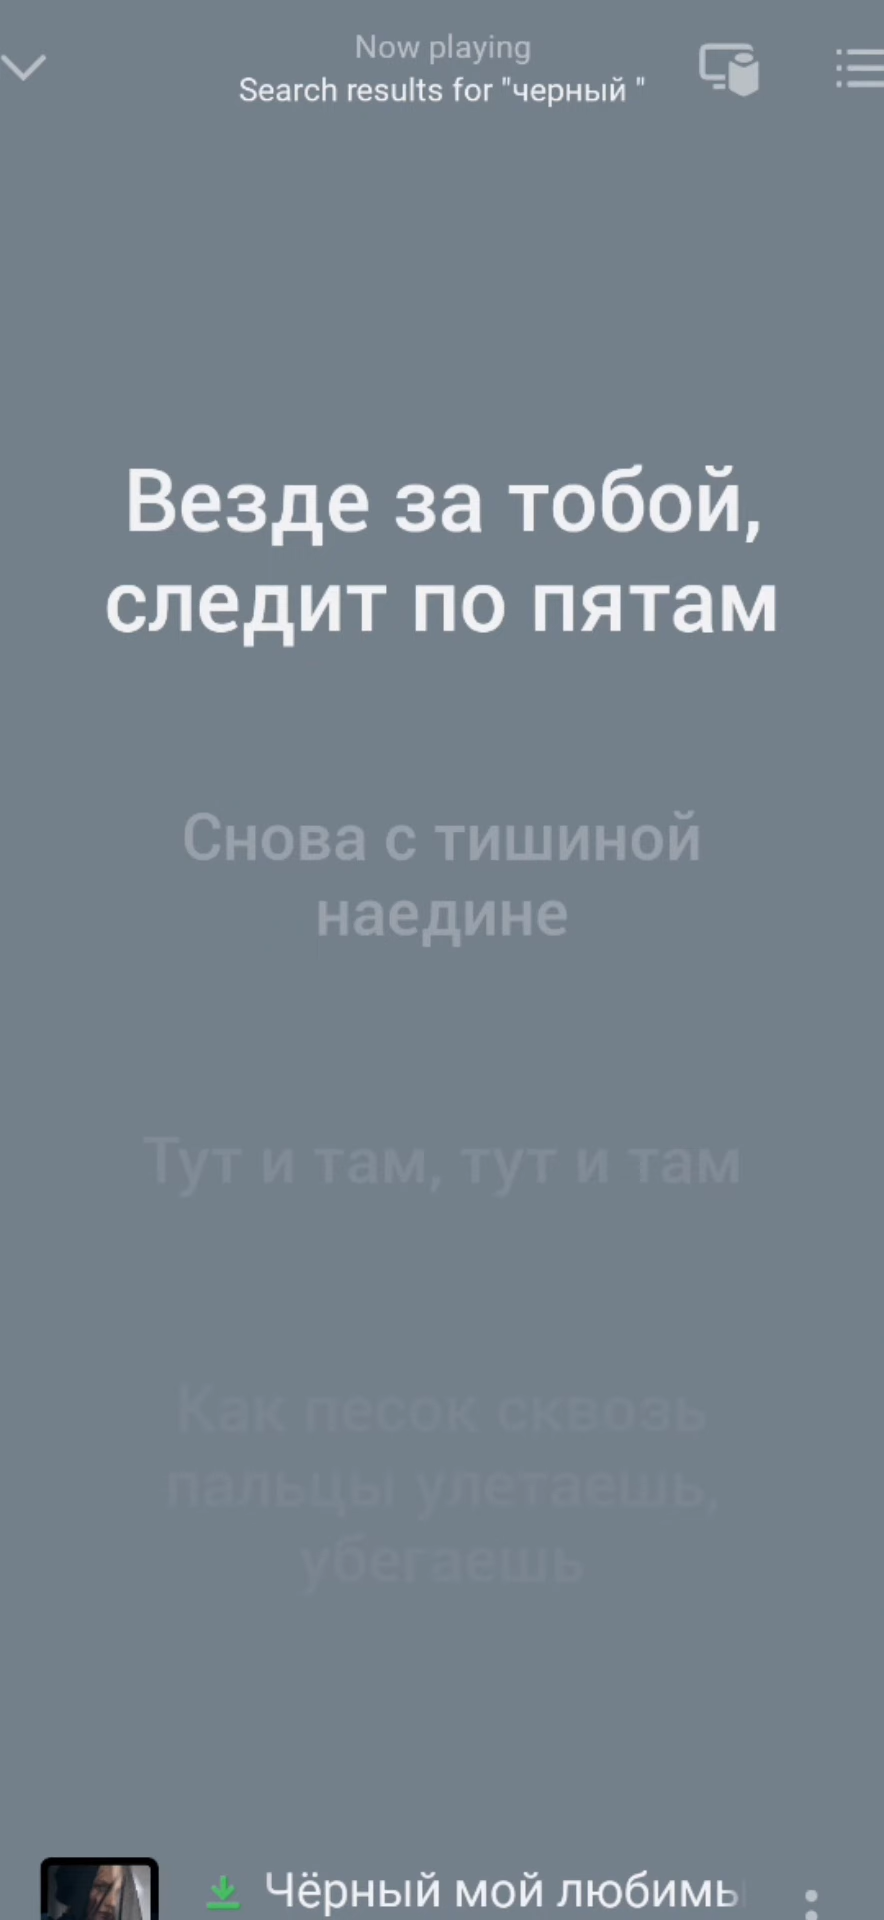 Now playing
Search results for "черный "
Везде за тобой,
следит по пятам
Снова с тишиной
наедине
Тут и там, тут и там
Как песок сквозь
пальцы улетаешь,
убегаешь
Чёрный мой любимы